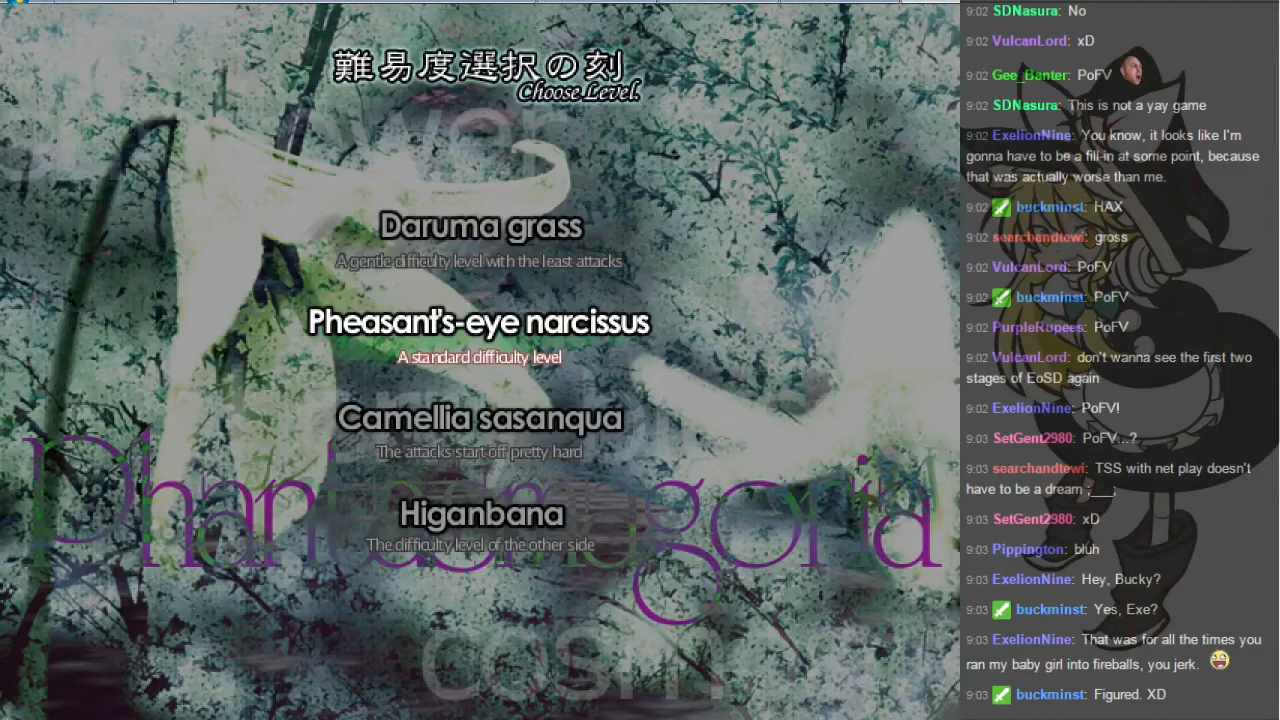 難易度選択の刻
Choose Level.
Daruma grass
A gentle difficulty level with the least attacks
Pheasant's-eye narcissus
A standard difficulty level
Camellia sasanqua
The attacks start off pretty hard
Higanbana
The difficulty level of the other side
Phantasmagoria
9:02 SDNasura: No
9:02 VulcanLord: xD
9:02 Gee_Banter: PoFV
9:02 SDNasura: This is not a yay game
9:02 ExelionNine: You know, it looks like I'm
gonna have to be a fill-in at some point, because
that was actually worse than me.
9:02 buckminst: HAX
9:02 searchandtewi: gross
9:02 VulcanLord: PoFV
9:02 buckminst: PoFV
9:02 PurpleRupees: PoFV
9:02 VulcanLord: don't wanna see the first two
stages of EoSD again
9:02 ExelionNine: PoFV!
9:03 SetGent2980: PoFV...?
9:03 searchandtewi: TSS with net play doesn't
have to be a dream ;___;
9:03 SetGent2980: xD
9:03 Pippington: bluh
9:03 ExelionNine: Hey, Bucky?
9:03 buckminst: Yes, Exe?
9:03 ExelionNine: That was for all the times you
ran my baby girl into fireballs, you jerk.
9:03 buckminst: Figured. XD